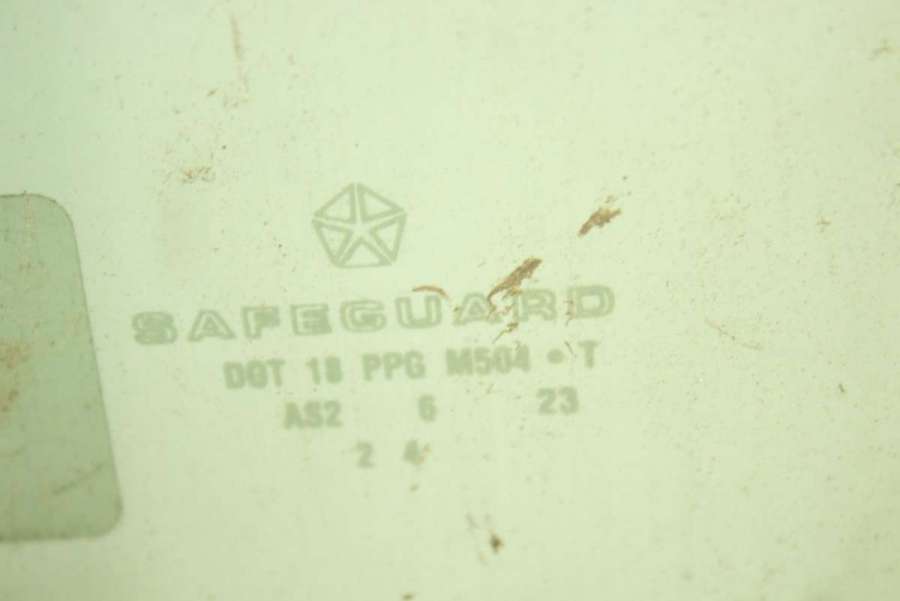 SAFEGUARD
DOT 18 PPG M504 • T
AS2 6 23
2 4